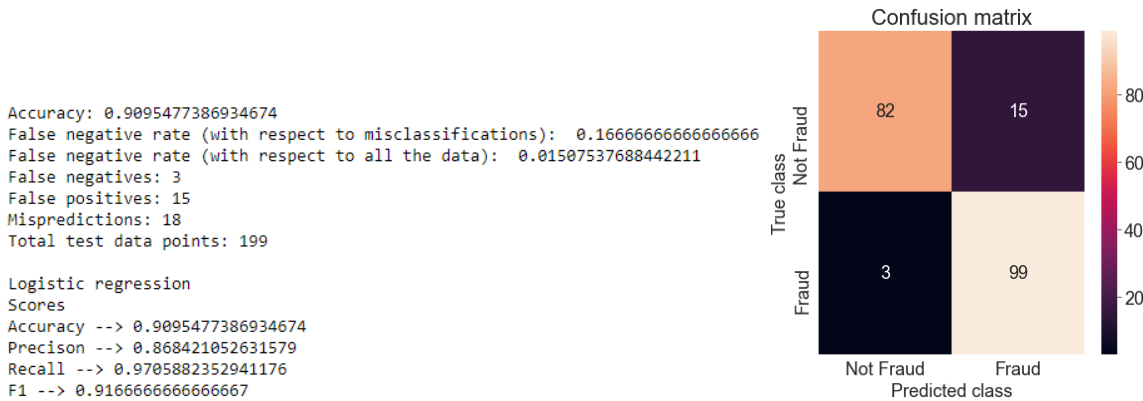 Accuracy: 0.9095477386934674
False negative rate (with respect to misclassifications):  0.16666666666666666
False negative rate (with respect to all the data):  0.01507537688442211
False negatives: 3
False positives: 15
Mispredictions: 18
Total test data points: 199
Logistic regression
Scores
Accuracy --> 0.9095477386934674
Precison --> 0.868421052631579
Recall --> 0.9705882352941176
F1 --> 0.9166666666666667
Confusion matrix
True class
Not Fraud
82
15
Fraud
3
99
Not Fraud
Fraud
Predicted class
80
60
40
20